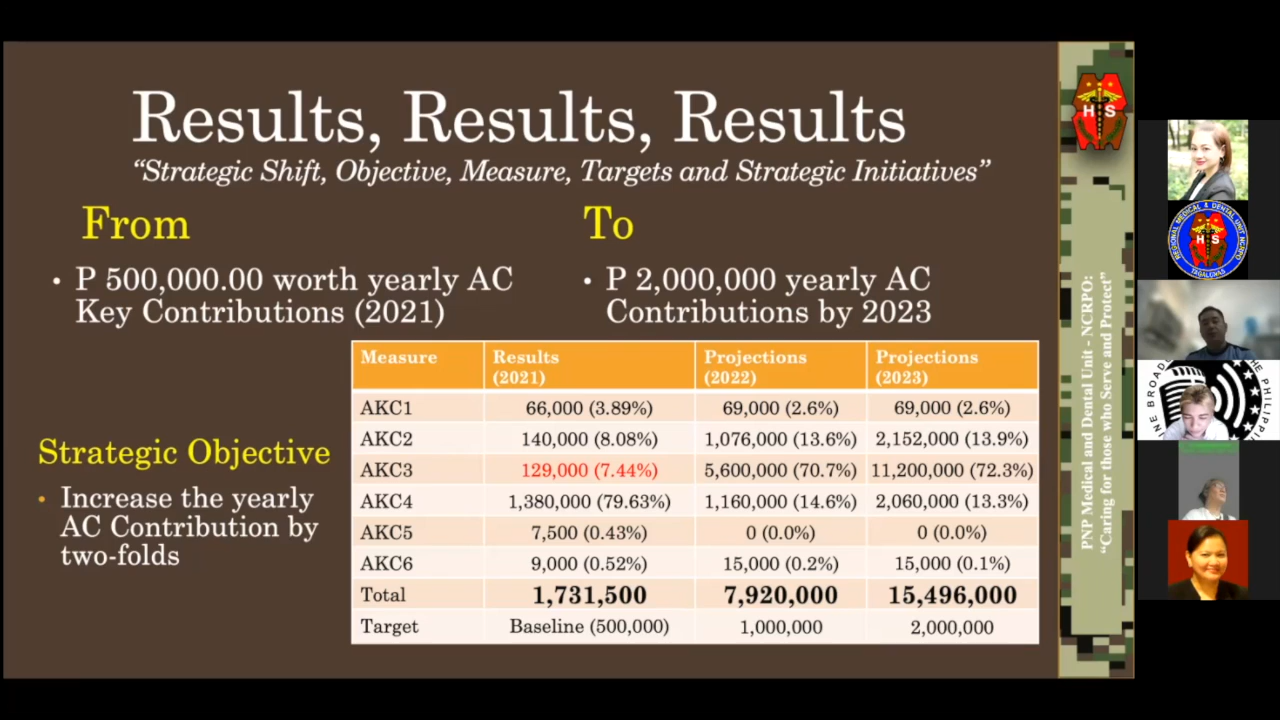 Results, Results, Results
“Strategic Shift, Objective, Measure, Targets and Strategic Initiatives”
From
• P 500,000.00 worth yearly AC
Key Contributions (2021)
To
• P 2,000,000 yearly AC
Contributions by 2023
Strategic Objective
• Increase the yearly
AC Contribution by
two-folds
Measure Results (2021) Projections (2022) Projections (2023)
AKC1 66,000 (3.89%) 69,000 (2.6%) 69,000 (2.6%)
AKC2 140,000 (8.08%) 1,076,000 (13.6%) 2,152,000 (13.9%)
AKC3 129,000 (7.44%) 5,600,000 (70.7%) 11,200,000 (72.3%)
AKC4 1,380,000 (79.63%) 1,160,000 (14.6%) 2,060,000 (13.3%)
AKC5 7,500 (0.43%) 0 (0.0%) 0 (0.0%)
AKC6 9,000 (0.52%) 15,000 (0.2%) 15,000 (0.1%)
Total 1,731,500 7,920,000 15,496,000
Target Baseline (500,000) 1,000,000 2,000,000
H S
PNP Medical and Dental Unit - NCRPO:
“Caring for those who Serve and Protect”
REGIONAL MEDICAL & DENTAL UNIT NCRPO
H S
TAGALUNAS